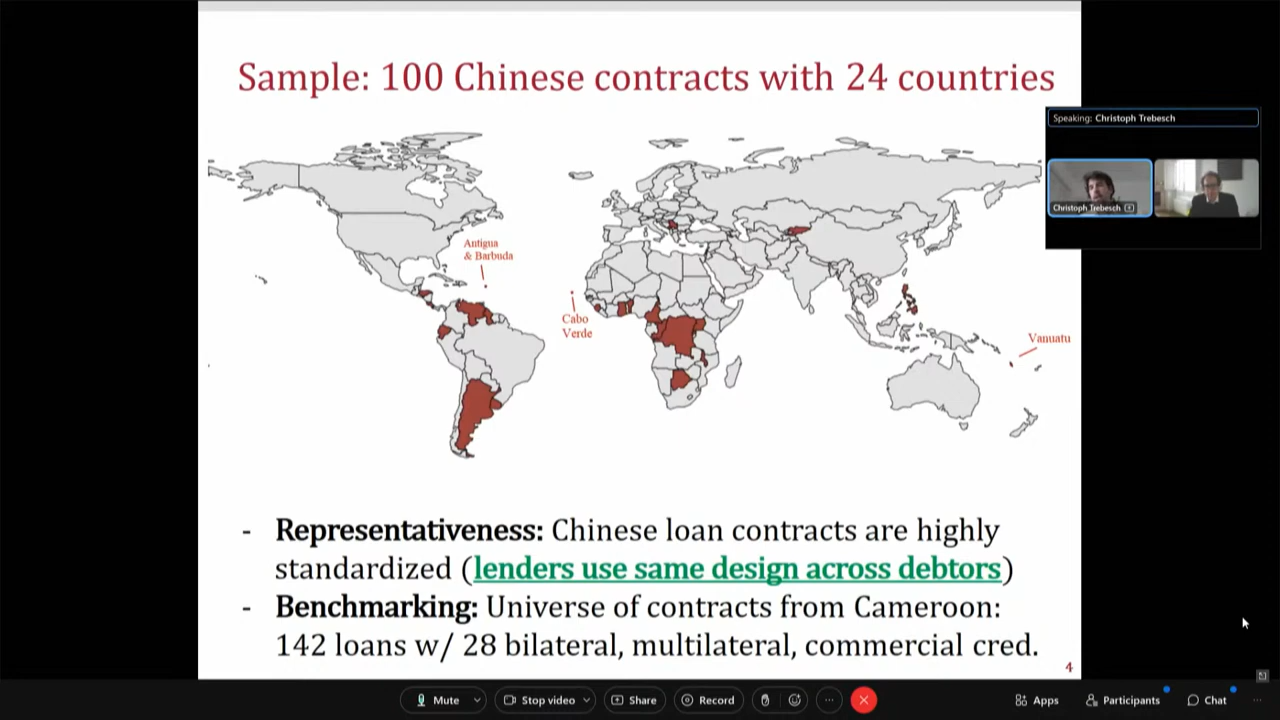 Sample: 100 Chinese contracts with 24 countries
Speaking: Christoph Trebesch
Christoph Trebesch
Antigua
& Barbuda
Cabo
Verde
Vanuatu
- Representativeness: Chinese loan contracts are highly
standardized (lenders use same design across debtors)
- Benchmarking: Universe of contracts from Cameroon:
142 loans w/ 28 bilateral, multilateral, commercial cred.
4
Mute
Stop video
Share
Record
Apps
Participants
Chat